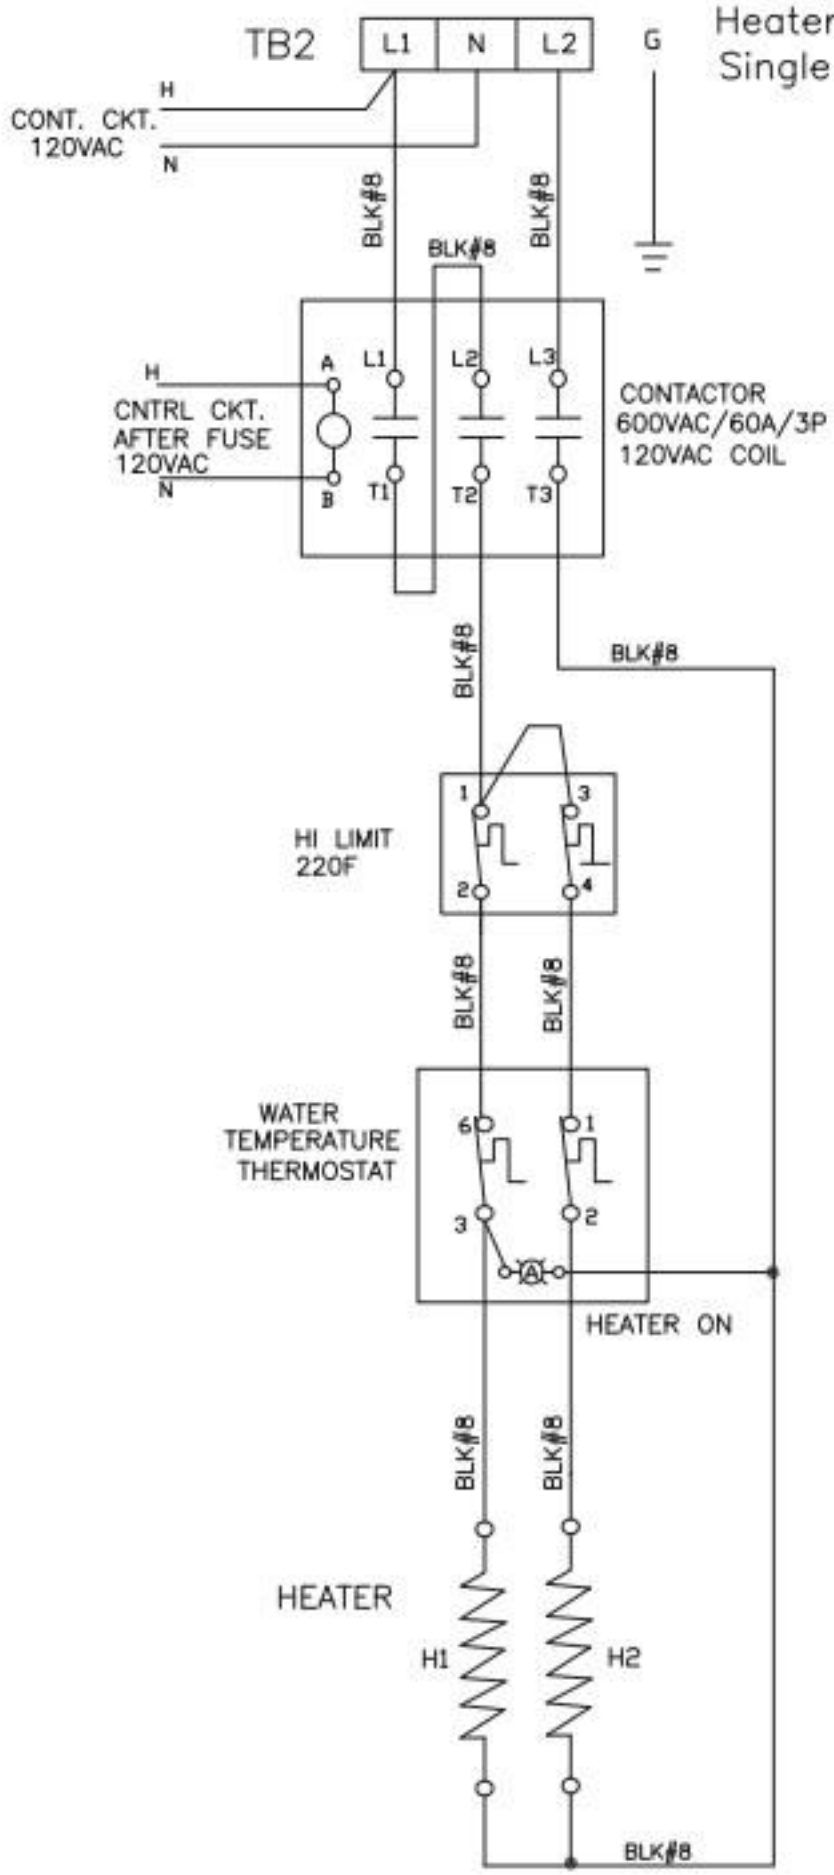 Heater
Single
TB2
L1 N L2
G
H
CONT. CKT.
120VAC
N
BLK#8
BLK#8
BLK#8
A
L1
L2
L3
H
CNTRL CKT.
AFTER FUSE
120VAC
N
B
T1
T2
T3
CONTACTOR
600VAC/60A/3P
120VAC COIL
BLK#8
BLK#8
1
3
HI LIMIT
220F
2
4
BLK#8
BLK#8
WATER
TEMPERATURE
THERMOSTAT
6
1
3
2
A
HEATER ON
BLK#8
BLK#8
HEATER
H1
H2
BLK#8